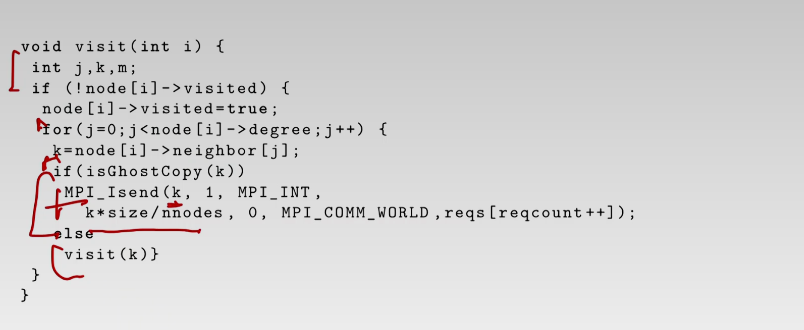 void visit(int i) {
int j,k,m;
if (!node[i]->visited) {
node[i]->visited=true;
for(j=0;j<node[i]->degree;j++) {
k=node[i]->neighbor[j];
if(isGhostCopy(k))
MPI_Isend(k, 1, MPI_INT,
k*size/nnodes, 0, MPI_COMM_WORLD,reqs[reqcount++]);
else
visit(k)}
}
}